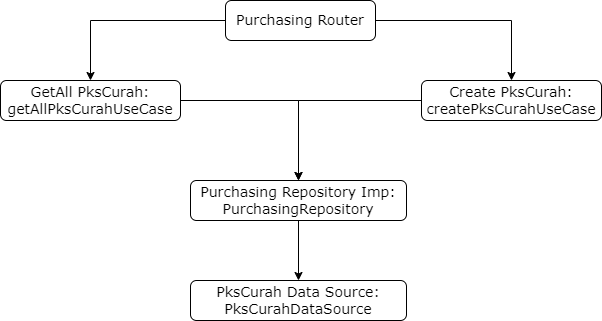 Purchasing Router
GetAll PksCurah:
getAllPksCurahUseCase
Create PksCurah:
createPksCurahUseCase
Purchasing Repository Imp:
PurchasingRepository
PksCurah Data Source:
PksCurahDataSource